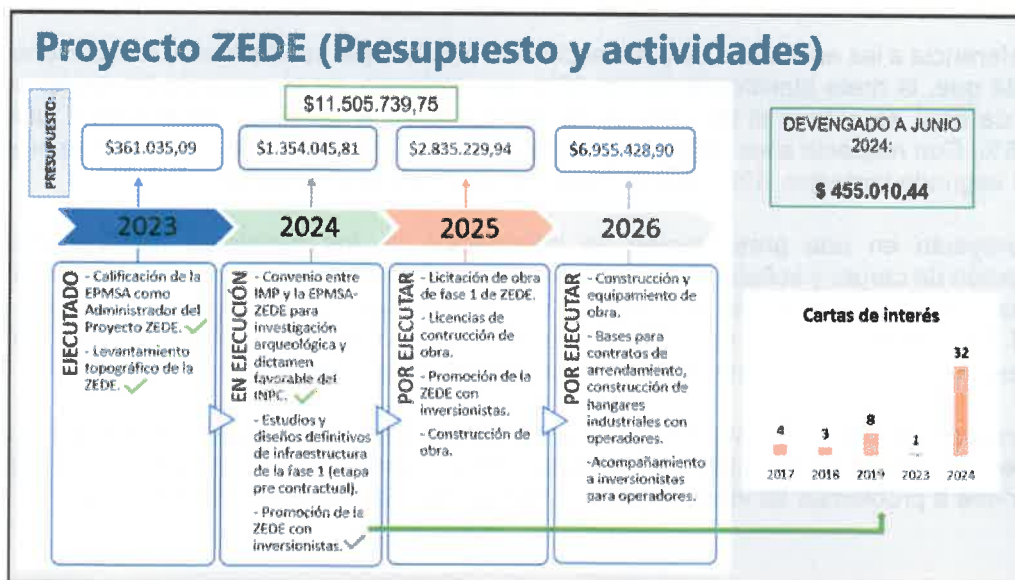 Proyecto ZEDE (Presupuesto y actividades)
PRESUPUESTO:
$11.505.739,75
$361.035,09
$1.354.045,81
$2.835.229,94
$6.955.428,90
DEVENGADO A JUNIO
2024:
$ 455.010,44
2023
2024
2025
2026
EJECUTADO
- Calificación de la
EPMSA como
Administrador del
Proyecto ZEDE.
- Levantamiento
topográfico de la
ZEDE.
EN EJECUCIÓN
- Convenio entre
IMP y la EPMSA-
ZEDE para
investigación
arqueológica y
dictamen
favorable del
INPC.
- Estudios y
diseños definitivos
de infraestructura
de la fase 1 (etapa
pre contractual).
- Promoción de la
ZEDE con
inversionistas.
POR EJECUTAR
- Licitación de obra
de fase 1 de ZEDE.
- Licencias de
contrucción de
obra.
- Promoción de la
ZEDE con
inversionistas.
- Construcción de
obra.
POR EJECUTAR
- Construcción y
equipamiento de
obra.
- Bases para
contratos de
arrendamiento,
construcción de
hangares
industriales con
operadores.
-Acompañamiento
a inversionistas
para operadores.
Cartas de interés
4
3
8
1
32
2017
2018
2019
2023
2024